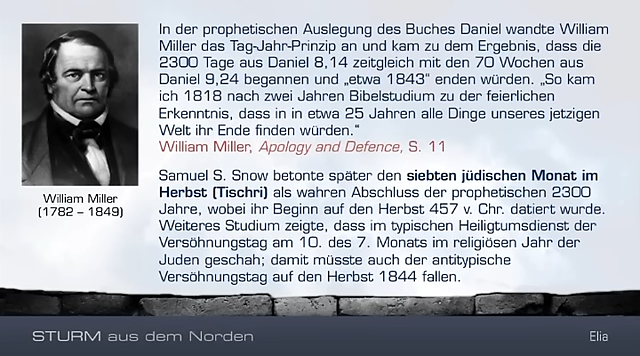 In der prophetischen Auslegung des Buches Daniel wandte William
Miller das Tag-Jahr-Prinzip an und kam zu dem Ergebnis, dass die
2300 Tage aus Daniel 8,14 zeitgleich mit den 70 Wochen aus
Daniel 9,24 begannen und „etwa 1843“ enden würden. „So kam
ich 1818 nach zwei Jahren Bibelstudium zu der feierlichen
Erkenntnis, dass in in etwa 25 Jahren alle Dinge unseres jetzigen
Welt ihr Ende finden würden.“
William Miller, Apology and Defence, S. 11
William Miller
(1782 – 1849)
Samuel S. Snow betonte später den siebten jüdischen Monat im
Herbst (Tischri) als wahren Abschluss der prophetischen 2300
Jahre, wobei ihr Beginn auf den Herbst 457 v. Chr. datiert wurde.
Weiteres Studium zeigte, dass im typischen Heiligtumsdienst der
Versöhnungstag am 10. des 7. Monats im religiösen Jahr der
Juden geschah; damit müsste auch der antitypische
Versöhnungstag auf den Herbst 1844 fallen.
STURM aus dem Norden
Elia